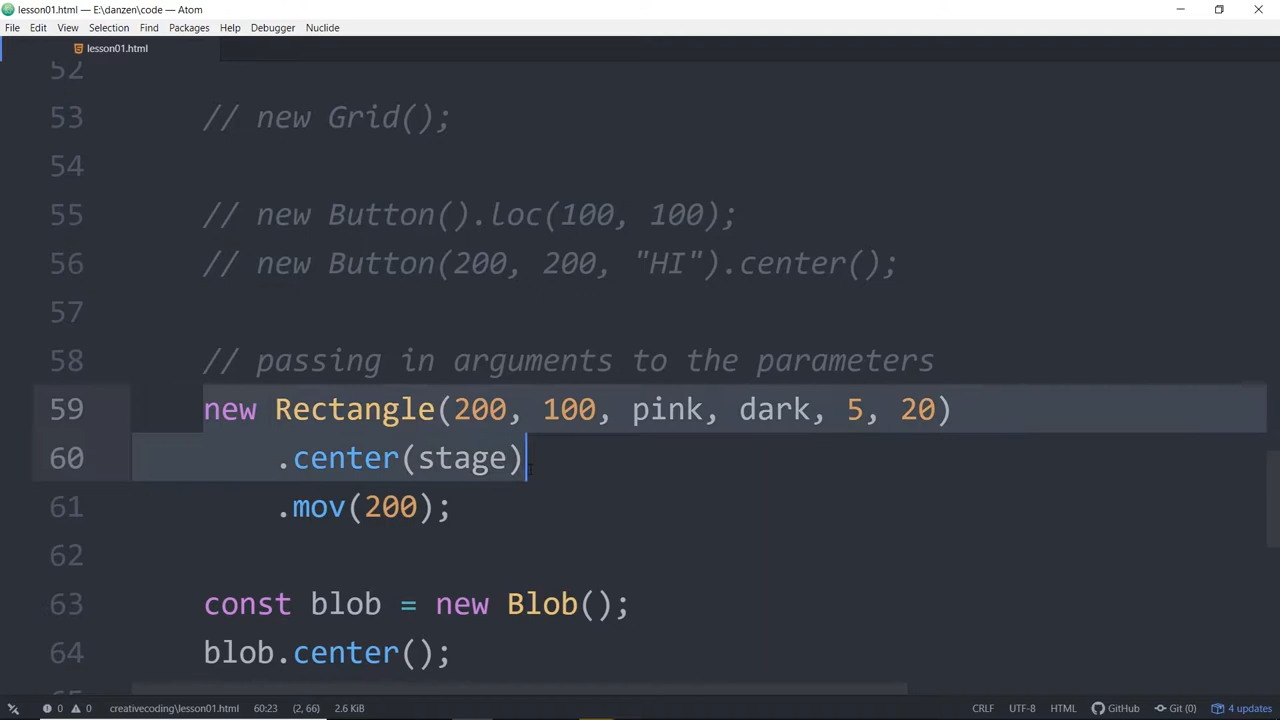 lesson01.html — E:\danzen\code — Atom
File Edit View Selection Find Packages Help Debugger Nuclide
lesson01.html
52
53 // new Grid();
54
55 // new Button().loc(100, 100);
56 // new Button(200, 200, "HI").center();
57
58 // passing in arguments to the parameters
59 new Rectangle(200, 100, pink, dark, 5, 20)
60 .center(stage)
61 .mov(200);
62
63 const blob = new Blob();
64 blob.center();
0 0 creativecoding\lesson01.html 60:23 (2, 66) 2.6 KiB CRLF UTF-8 HTML GitHub Git (0) 4 updates